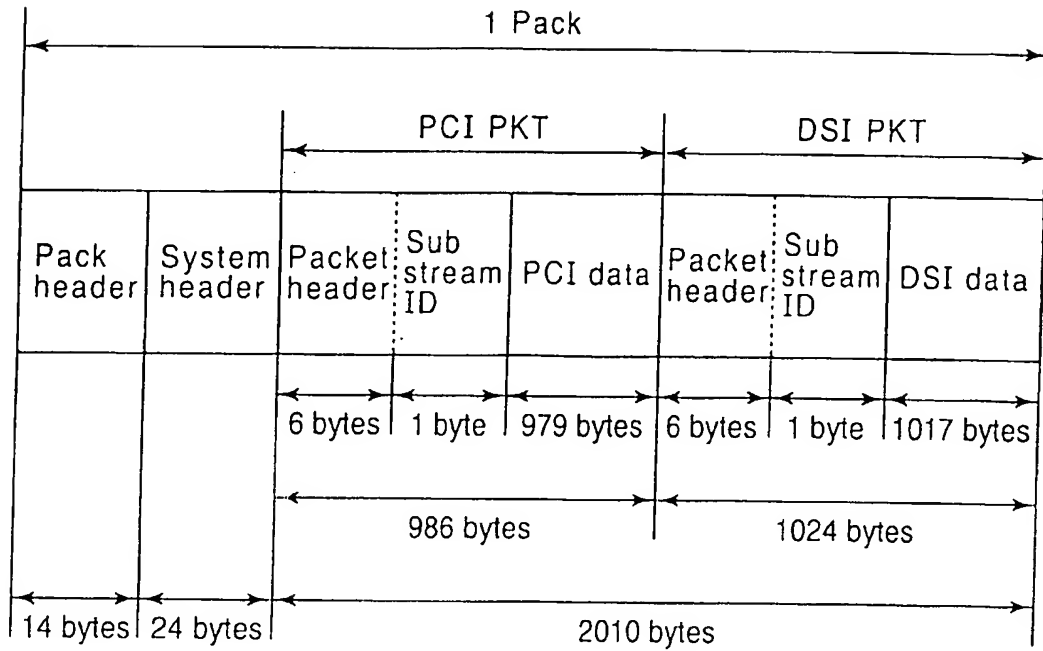 1 Pack
PCI PKT
DSI PKT
Pack
header
System
header
Packet
header
Sub
stream
ID
PCI data
Packet
header
Sub
stream
ID
DSI data
6 bytes
1 byte
979 bytes
6 bytes
1 byte
1017 bytes
986 bytes
1024 bytes
14 bytes
24 bytes
2010 bytes